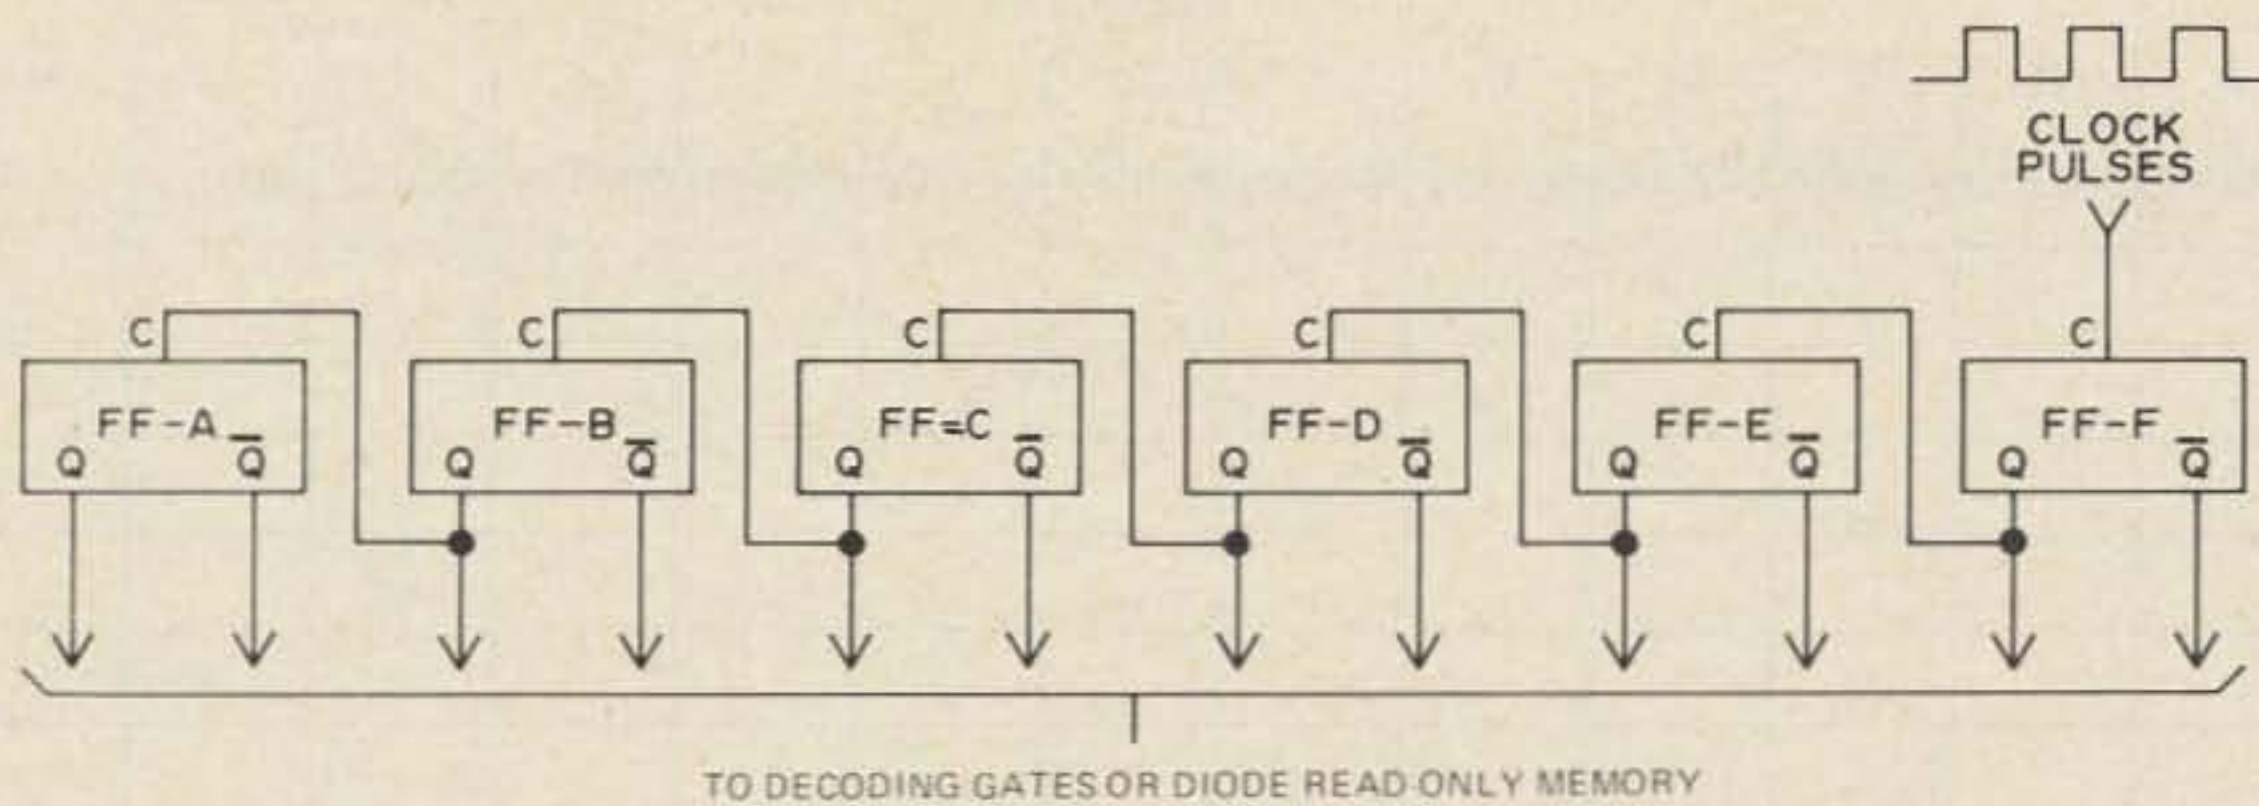 CLOCK
PULSES
C C C C C C
FF-A FF-B FF=C FF-D FF-E FF-F
Q Q̅ Q Q̅ Q Q̅ Q Q̅ Q Q̅ Q Q̅
TO DECODING GATES OR DIODE READ-ONLY MEMORY